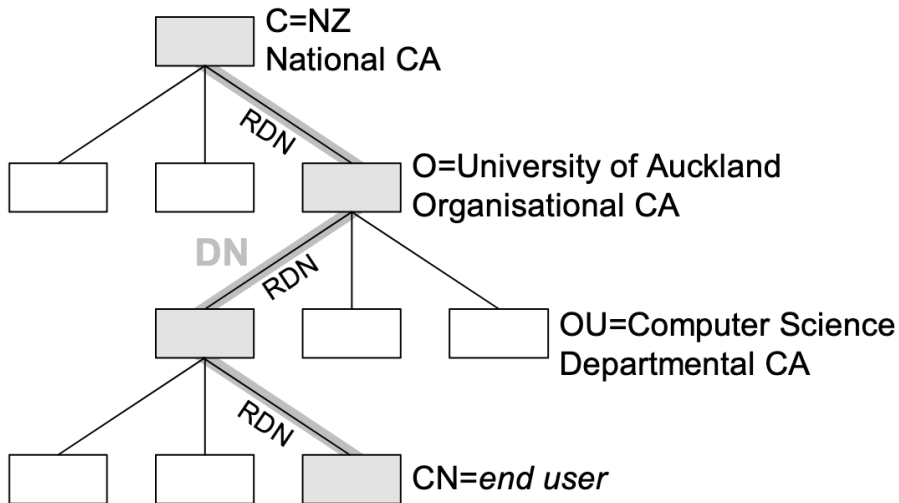 C=NZ
National CA
RDN
O=University of Auckland
Organisational CA
DN
RDN
OU=Computer Science
Departmental CA
RDN
CN=end user